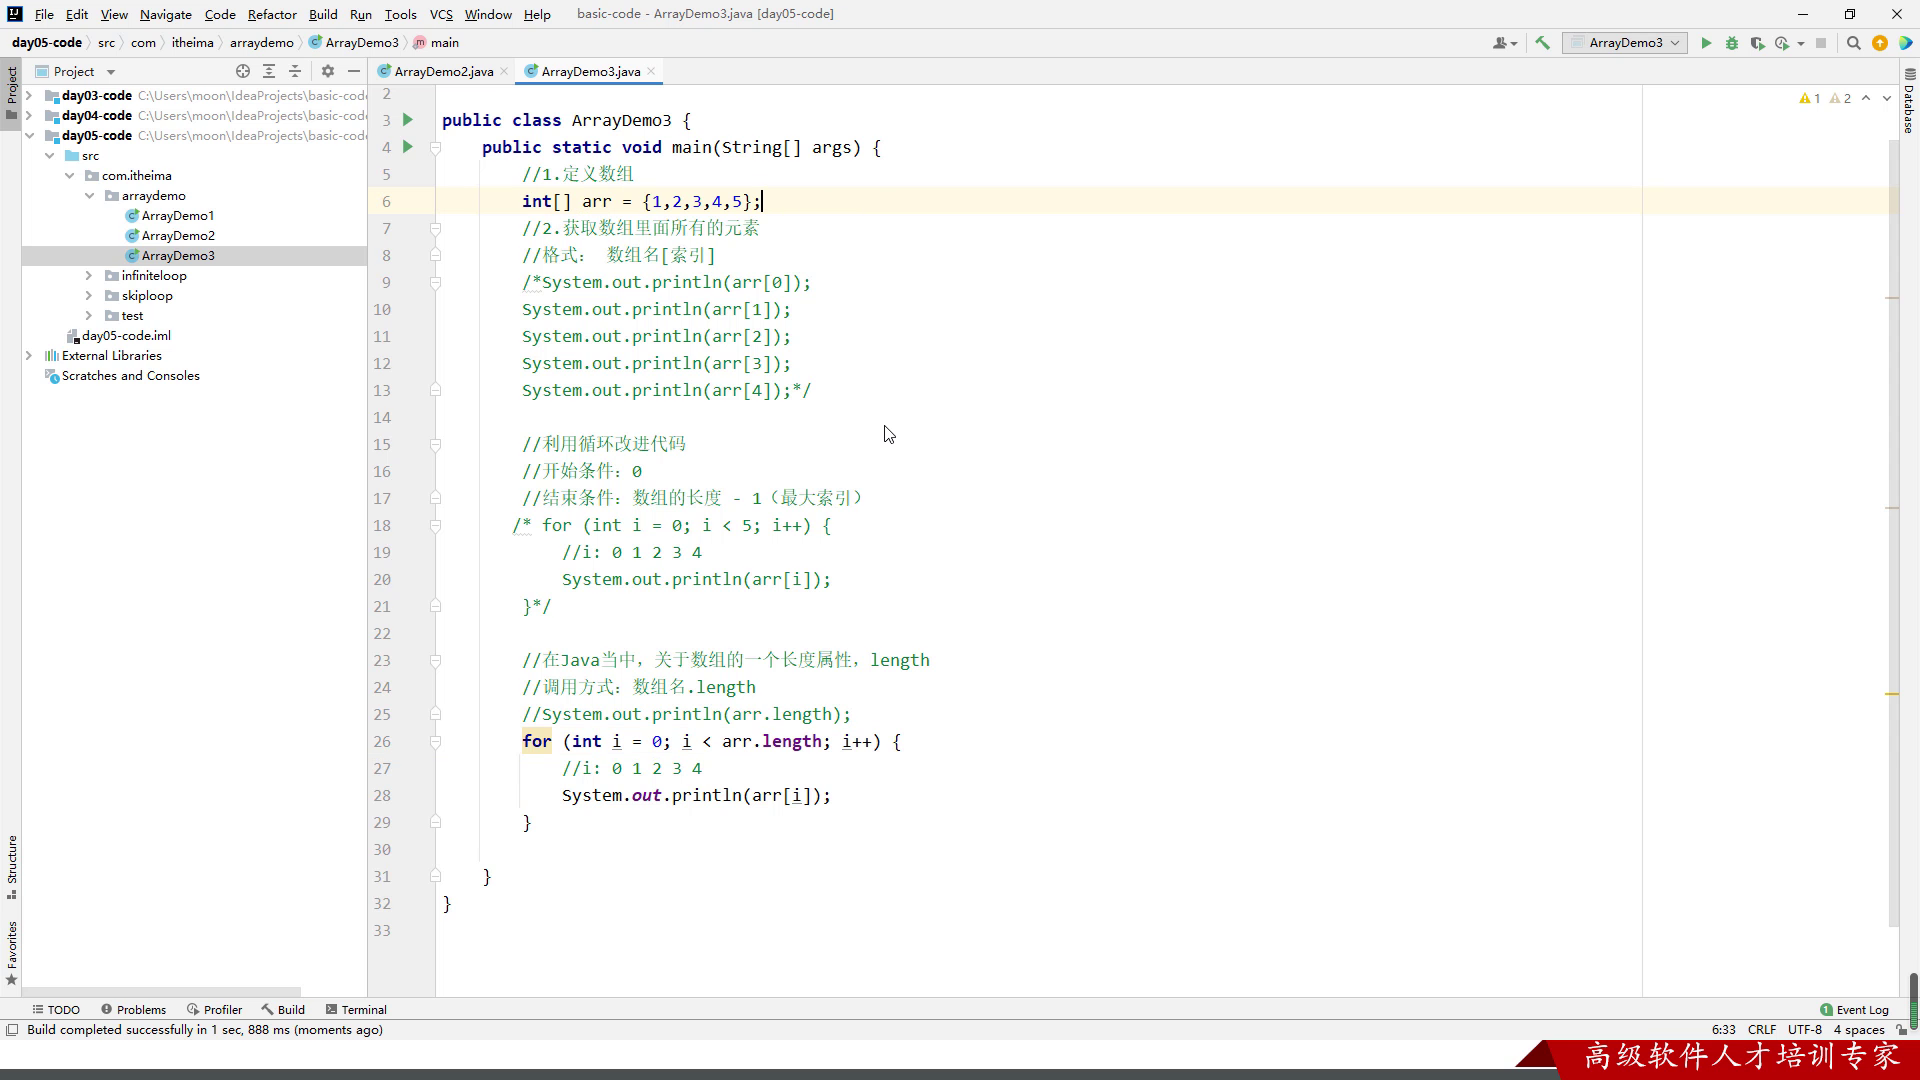 File Edit View Navigate Code Refactor Build Run Tools VCS Window Help basic-code - ArrayDemo3.java [day05-code]
day05-code src com itheima arraydemo ArrayDemo3 main
ArrayDemo3
Project
ArrayDemo2.java
ArrayDemo3.java
1 2
Project
Database
day03-code C:\Users\moon\IdeaProjects\basic-code
day04-code C:\Users\moon\IdeaProjects\basic-code
day05-code C:\Users\moon\IdeaProjects\basic-code
src
com.itheima
arraydemo
ArrayDemo1
ArrayDemo2
ArrayDemo3
infiniteloop
skiploop
test
day05-code.iml
External Libraries
Scratches and Consoles
Structure
Favorites
2
3 public class ArrayDemo3 {
4 public static void main(String[] args) {
5 //1.定义数组
6 int[] arr = {1,2,3,4,5};
7 //2.获取数组里面所有的元素
8 //格式： 数组名[索引]
9 /*System.out.println(arr[0]);
10 System.out.println(arr[1]);
11 System.out.println(arr[2]);
12 System.out.println(arr[3]);
13 System.out.println(arr[4]);*/
14
15 //利用循环改进代码
16 //开始条件：0
17 //结束条件：数组的长度 - 1（最大索引）
18 /* for (int i = 0; i < 5; i++) {
19 //i: 0 1 2 3 4
20 System.out.println(arr[i]);
21 }*/
22
23 //在Java当中，关于数组的一个长度属性，length
24 //调用方式：数组名.length
25 //System.out.println(arr.length);
26 for (int i = 0; i < arr.length; i++) {
27 //i: 0 1 2 3 4
28 System.out.println(arr[i]);
29 }
30
31 }
32 }
33
TODO Problems Profiler Build Terminal
1 Event Log
Build completed successfully in 1 sec, 888 ms (moments ago)
6:33 CRLF UTF-8 4 spaces
高级软件人才培训专家